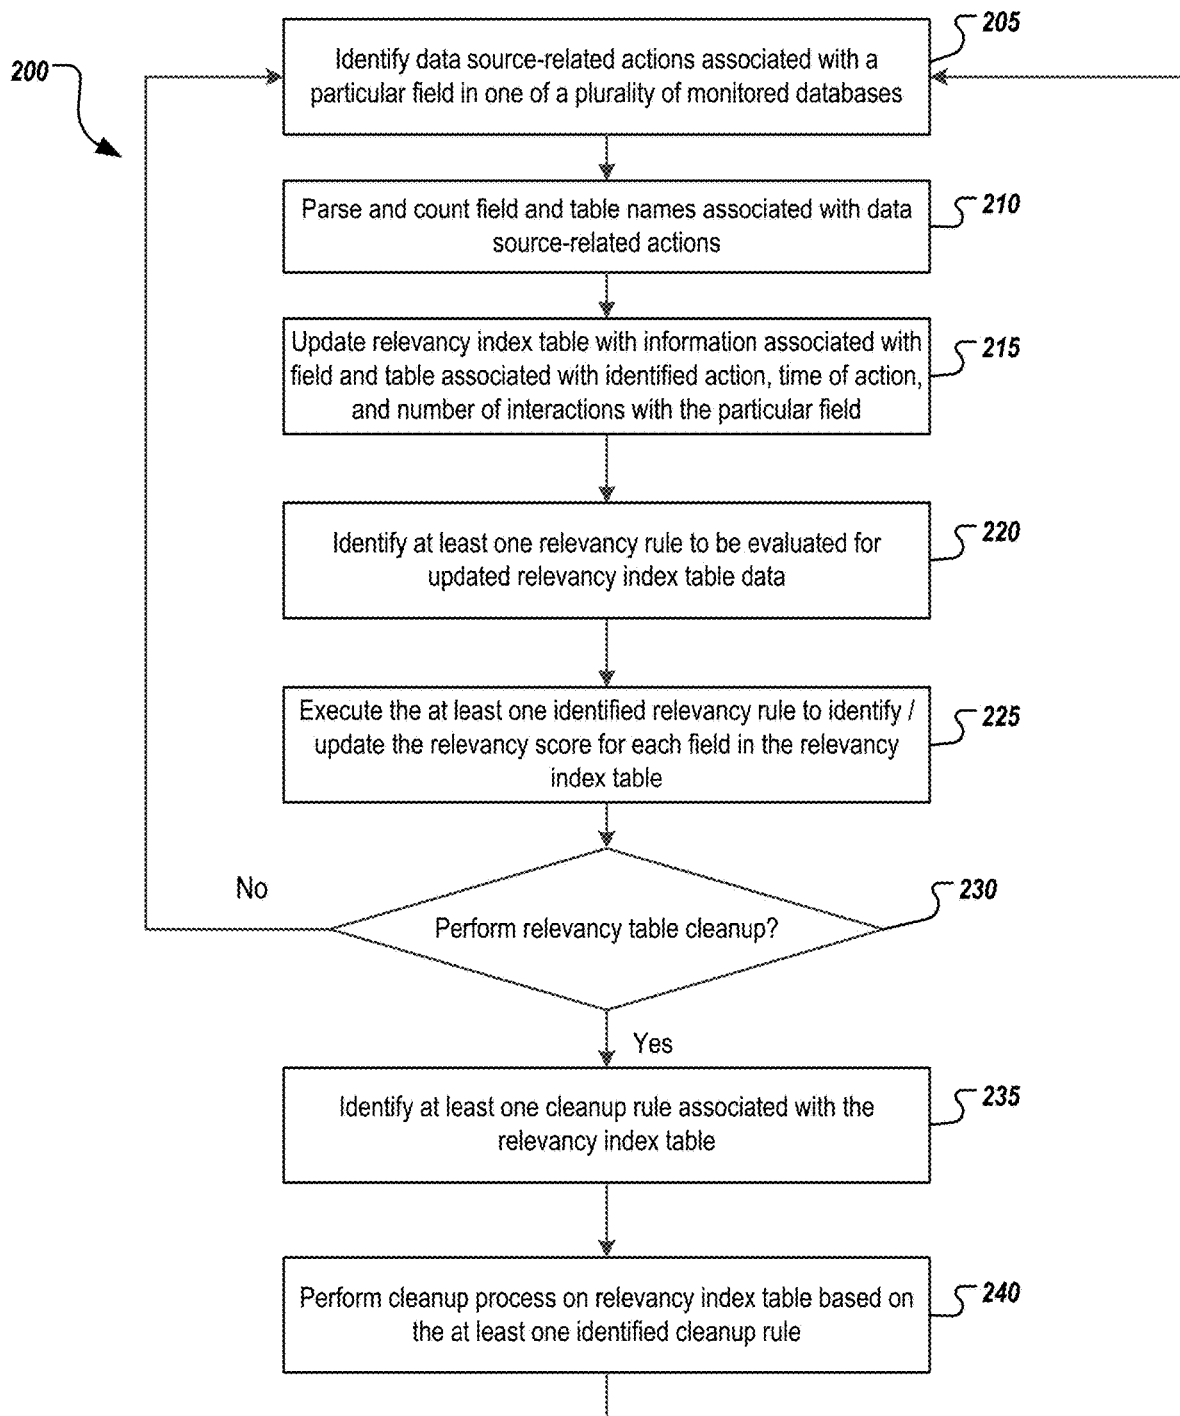 200
205
Identify data source-related actions associated with a
particular field in one of a plurality of monitored databases
210
Parse and count field and table names associated with data
source-related actions
215
Update relevancy index table with information associated with
field and table associated with identified action, time of action,
and number of interactions with the particular field
220
Identify at least one relevancy rule to be evaluated for
updated relevancy index table data
225
Execute the at least one identified relevancy rule to identify /
update the relevancy score for each field in the relevancy
index table
No
230
Perform relevancy table cleanup?
Yes
235
Identify at least one cleanup rule associated with the
relevancy index table
240
Perform cleanup process on relevancy index table based on
the at least one identified cleanup rule